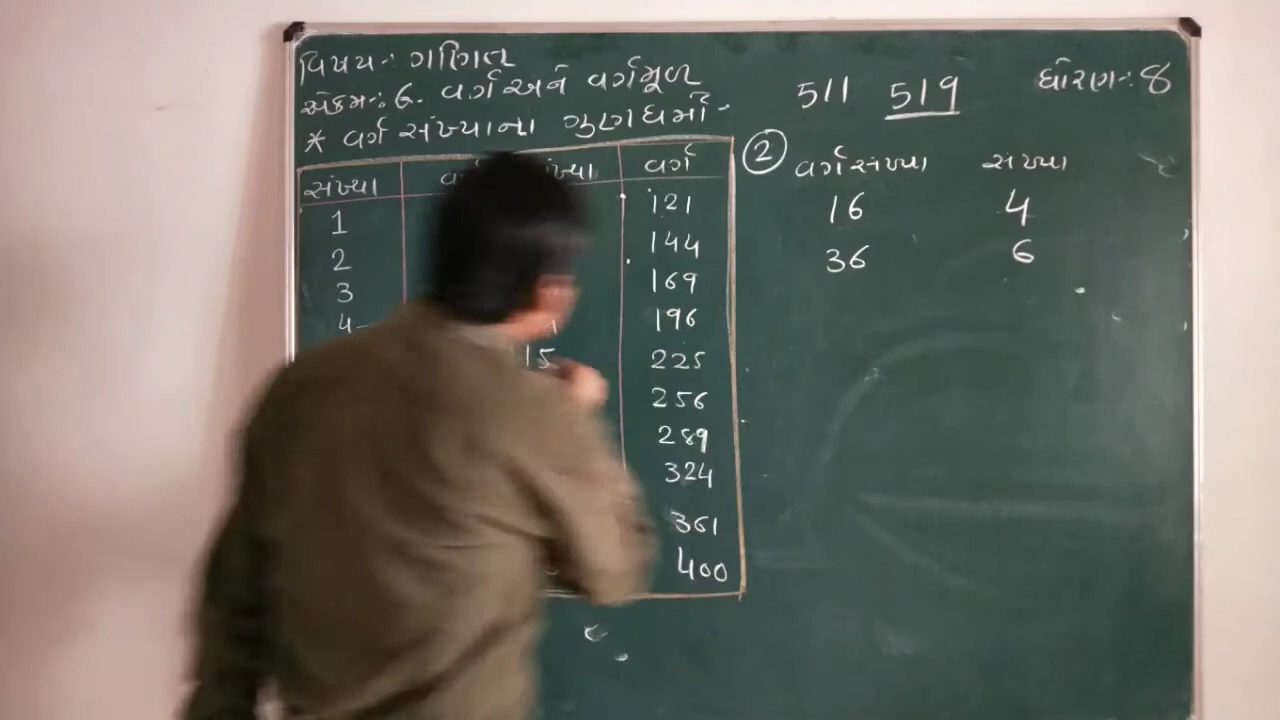 વિષય :- ગણિત
એકમ :- 6. વર્ગ અને વર્ગમૂળ
* વર્ગ સંખ્યાના ગુણધર્મો -
511 519
ધોરણ :- 8
સંખ્યા વર્ગ
1 121
2 144
3 169
4 196
15 225
256
289
324
361
400
2 વર્ગસંખ્યા સંખ્યા
16 4
36 6